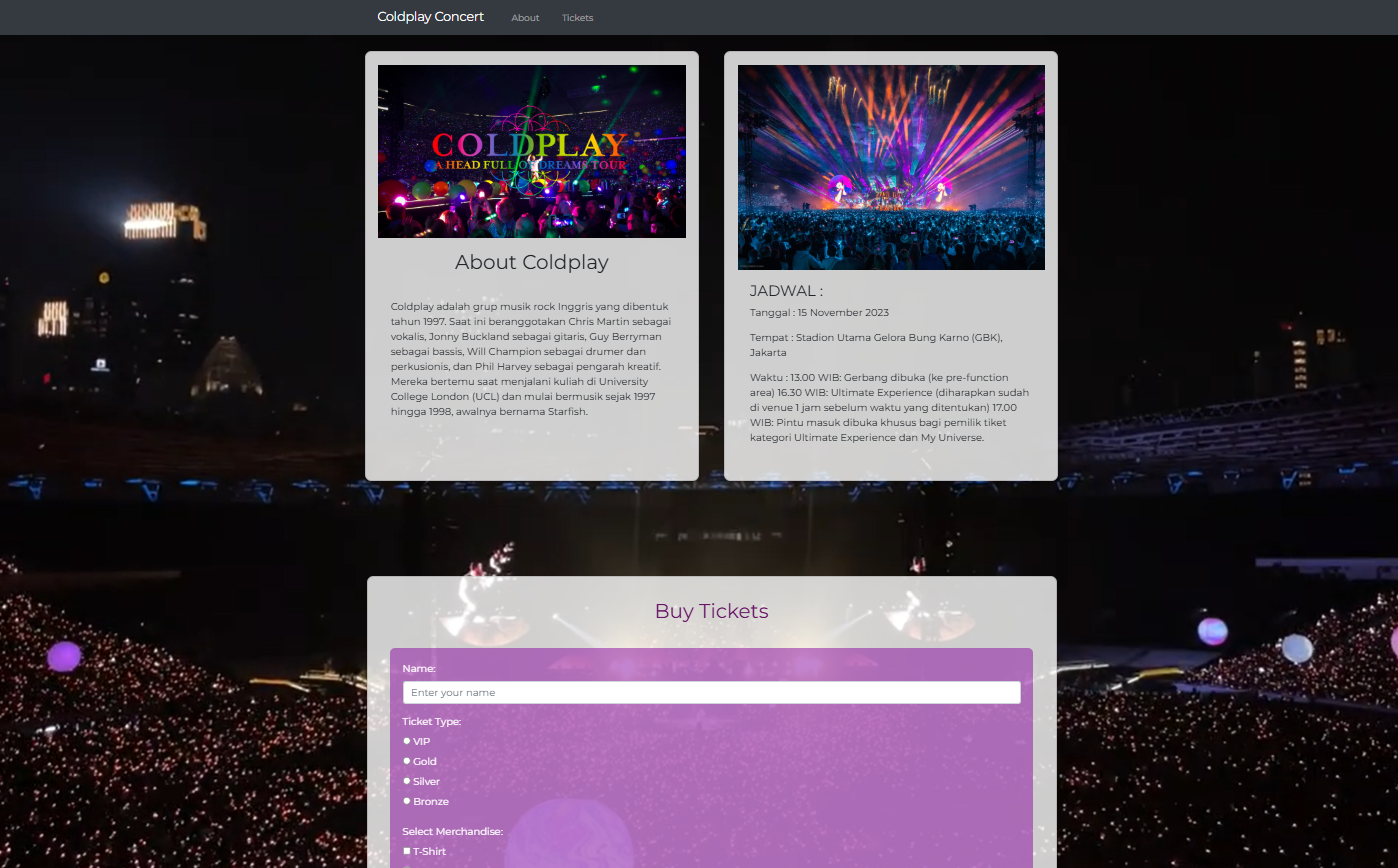 Coldplay Concert
About
Tickets
COLDPLAY
A HEAD FULL OF DREAMS TOUR
About Coldplay
Coldplay adalah grup musik rock Inggris yang dibentuk
tahun 1997. Saat ini beranggotakan Chris Martin sebagai
vokalis, Jonny Buckland sebagai gitaris, Guy Berryman
sebagai bassis, Will Champion sebagai drumer dan
perkusionis, dan Phil Harvey sebagai pengarah kreatif.
Mereka bertemu saat menjalani kuliah di University
College London (UCL) dan mulai bermusik sejak 1997
hingga 1998, awalnya bernama Starfish.
JADWAL :
Tanggal : 15 November 2023
Tempat : Stadion Utama Gelora Bung Karno (GBK),
Jakarta
Waktu : 13.00 WIB: Gerbang dibuka (ke pre-function
area) 16.30 WIB: Ultimate Experience (diharapkan sudah
di venue 1 jam sebelum waktu yang ditentukan) 17.00
WIB: Pintu masuk dibuka khusus bagi pemilik tiket
kategori Ultimate Experience dan My Universe.
Buy Tickets
Name:
Enter your name
Ticket Type:
VIP
Gold
Silver
Bronze
Select Merchandise:
T-Shirt